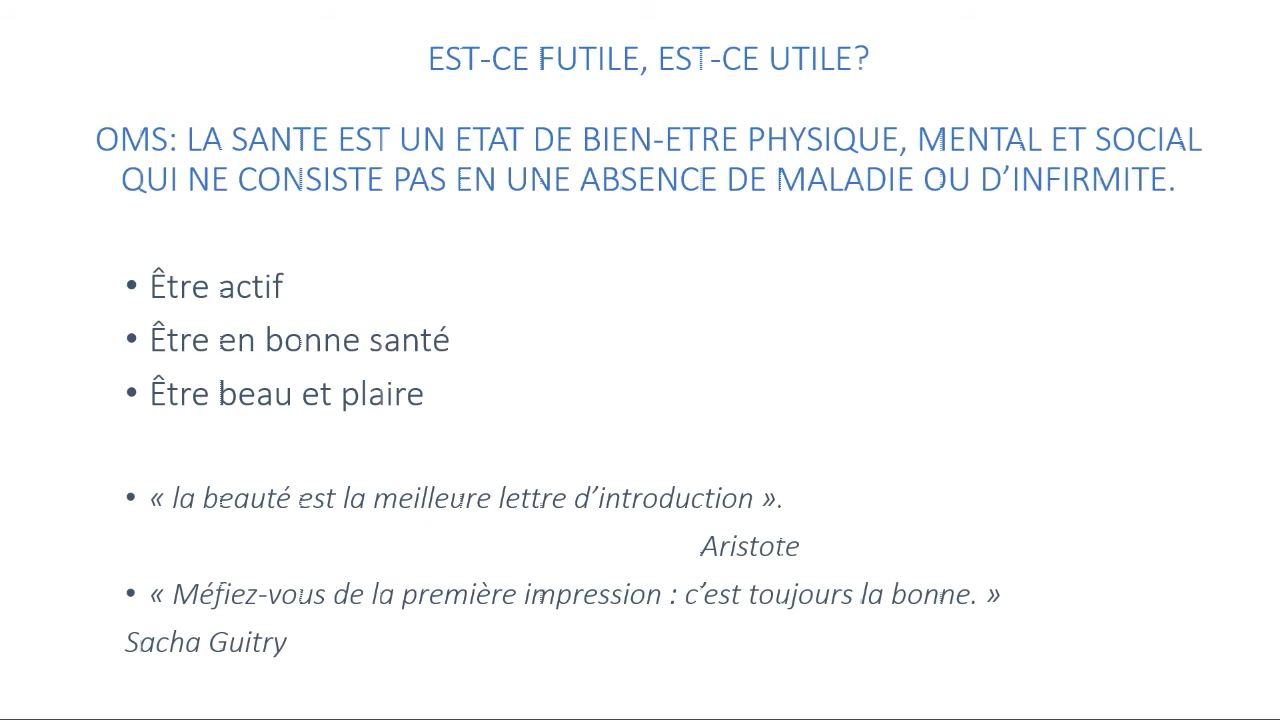 EST-CE FUTILE, EST-CE UTILE?
OMS: LA SANTE EST UN ETAT DE BIEN-ETRE PHYSIQUE, MENTAL ET SOCIAL
QUI NE CONSISTE PAS EN UNE ABSENCE DE MALADIE OU D’INFIRMITE.
• Être actif
• Être en bonne santé
• Être beau et plaire
• « la beauté est la meilleure lettre d’introduction ».
Aristote
• « Méfiez-vous de la première impression : c’est toujours la bonne. »
Sacha Guitry